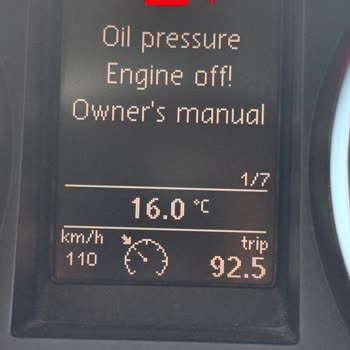 Oil pressure
Engine off!
Owner's manual
1/7
16.0 °C
km/h trip
110 92.5